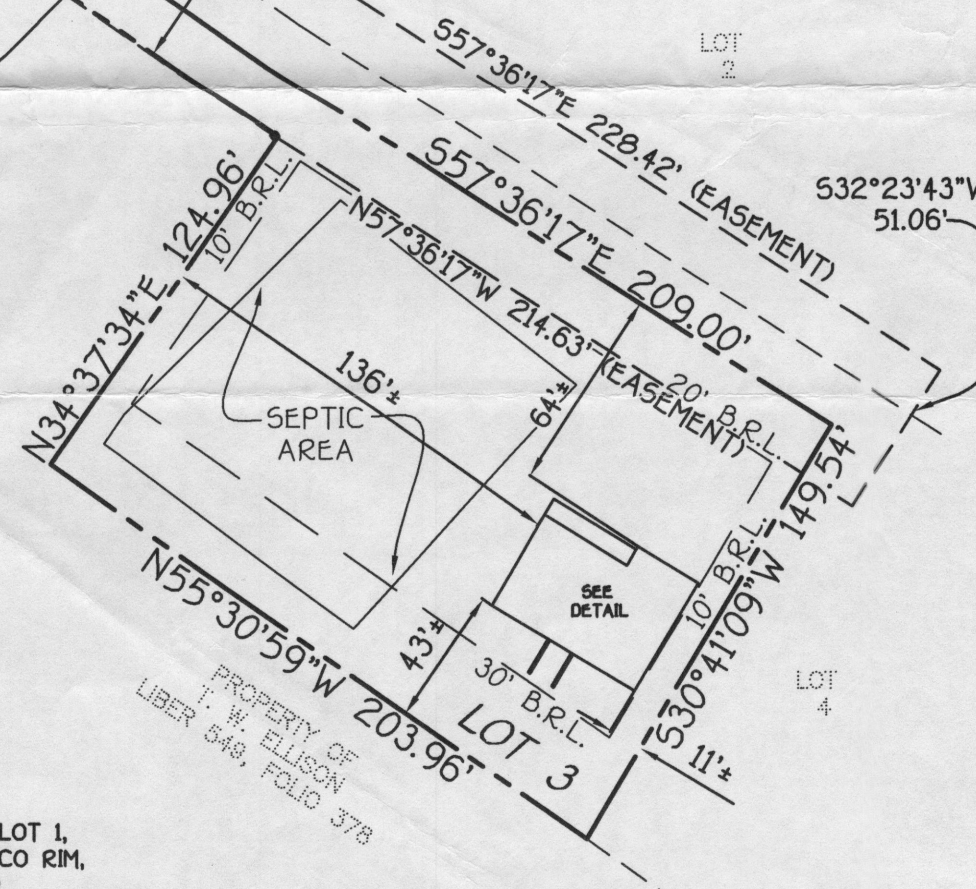 S57°36'17"E 228.42' (EASEMENT)
LOT
2
S57°36'17"E 209.00'
S32°23'43"W
51.06'
124.96'
10' B.R.L.
N57°36'17"W 214.63' (EASEMENT)
N34°37'34"E
136'±
64'±
20' B.R.L.
SEPTIC
AREA
149.54'
10' B.R.L.
S30°41'09"W
SEE
DETAIL
43'±
30' B.R.L.
N55°30'59"W 203.96'
LOT 3
LOT
4
11'±
PROPERTY OF
T. W. ELLISON
LIBER 549, FOLIO 378
LOT 1,
CO RIM,